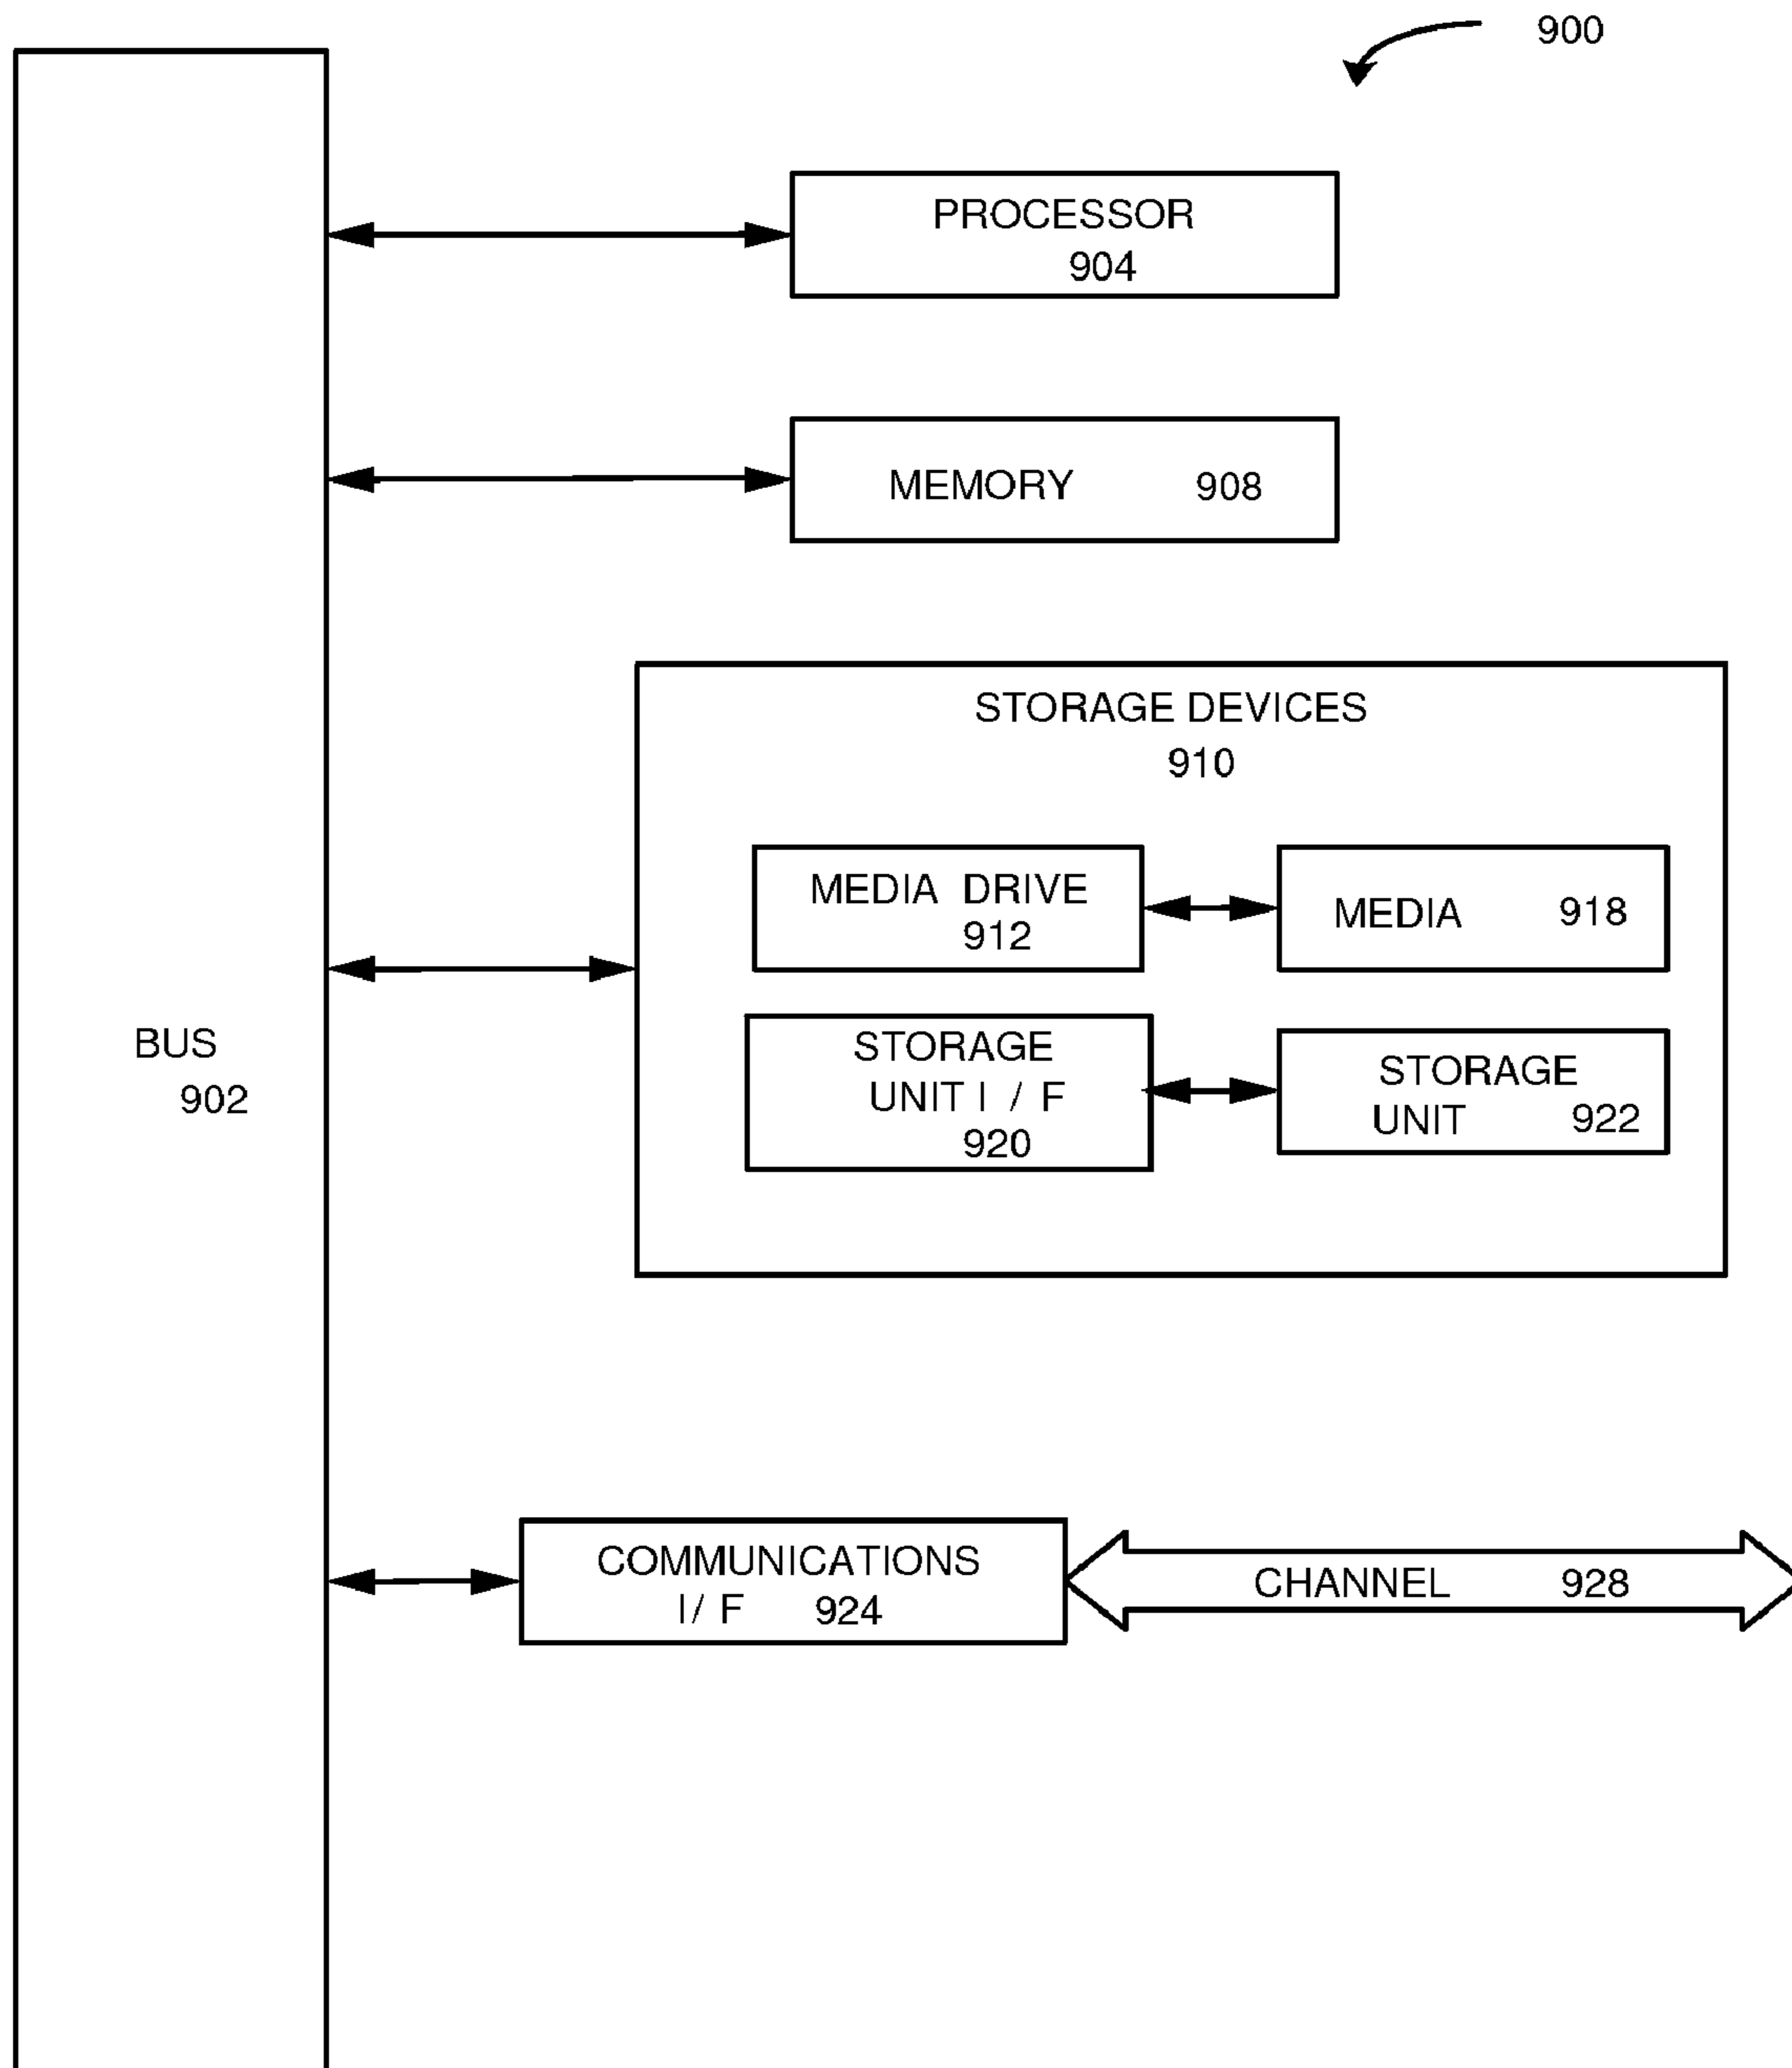 900
PROCESSOR
904
MEMORY 908
STORAGE DEVICES
910
MEDIA DRIVE
912
MEDIA 918
STORAGE
UNIT I / F
920
STORAGE
UNIT 922
BUS
902
COMMUNICATIONS
I / F 924
CHANNEL 928